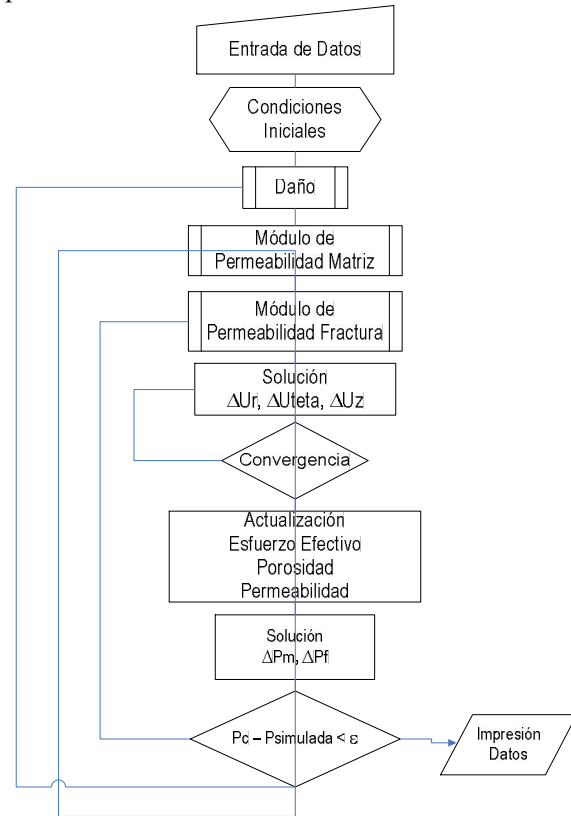 Entrada de Datos
Condiciones
Iniciales
Daño
Módulo de
Permeabilidad Matriz
Módulo de
Permeabilidad Fractura
Solución
ΔUr, ΔUteta, ΔUz
Convergencia
Actualización
Esfuerzo Efectivo
Porosidad
Permeabilidad
Solución
ΔPm, ΔPf
Pc – Psimulada < ε
Impresión
Datos